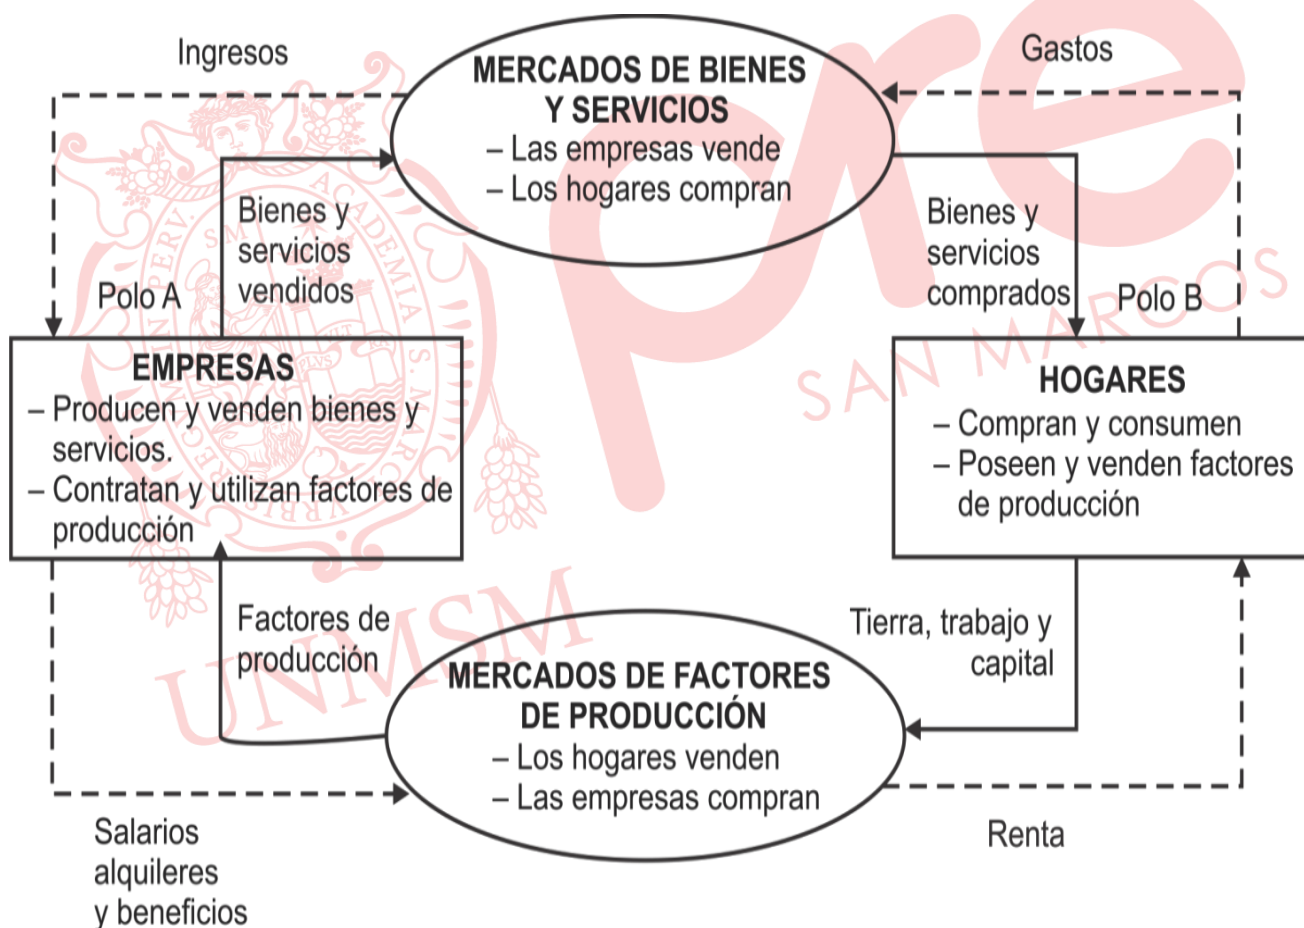 Ingresos
MERCADOS DE BIENES
Y SERVICIOS
– Las empresas vende
– Los hogares compran
Gastos
Bienes y
servicios
vendidos
Bienes y
servicios
comprados
Polo A
Polo B
EMPRESAS
– Producen y venden bienes y
servicios.
– Contratan y utilizan factores de
producción
HOGARES
– Compran y consumen
– Poseen y venden factores
de producción
Factores de
producción
Tierra, trabajo y
capital
MERCADOS DE FACTORES
DE PRODUCCIÓN
– Los hogares venden
– Las empresas compran
Salarios
alquileres
y beneficios
Renta
pre
SAN MARCOS
UNMSM
ACADEMIA
S. MARCI